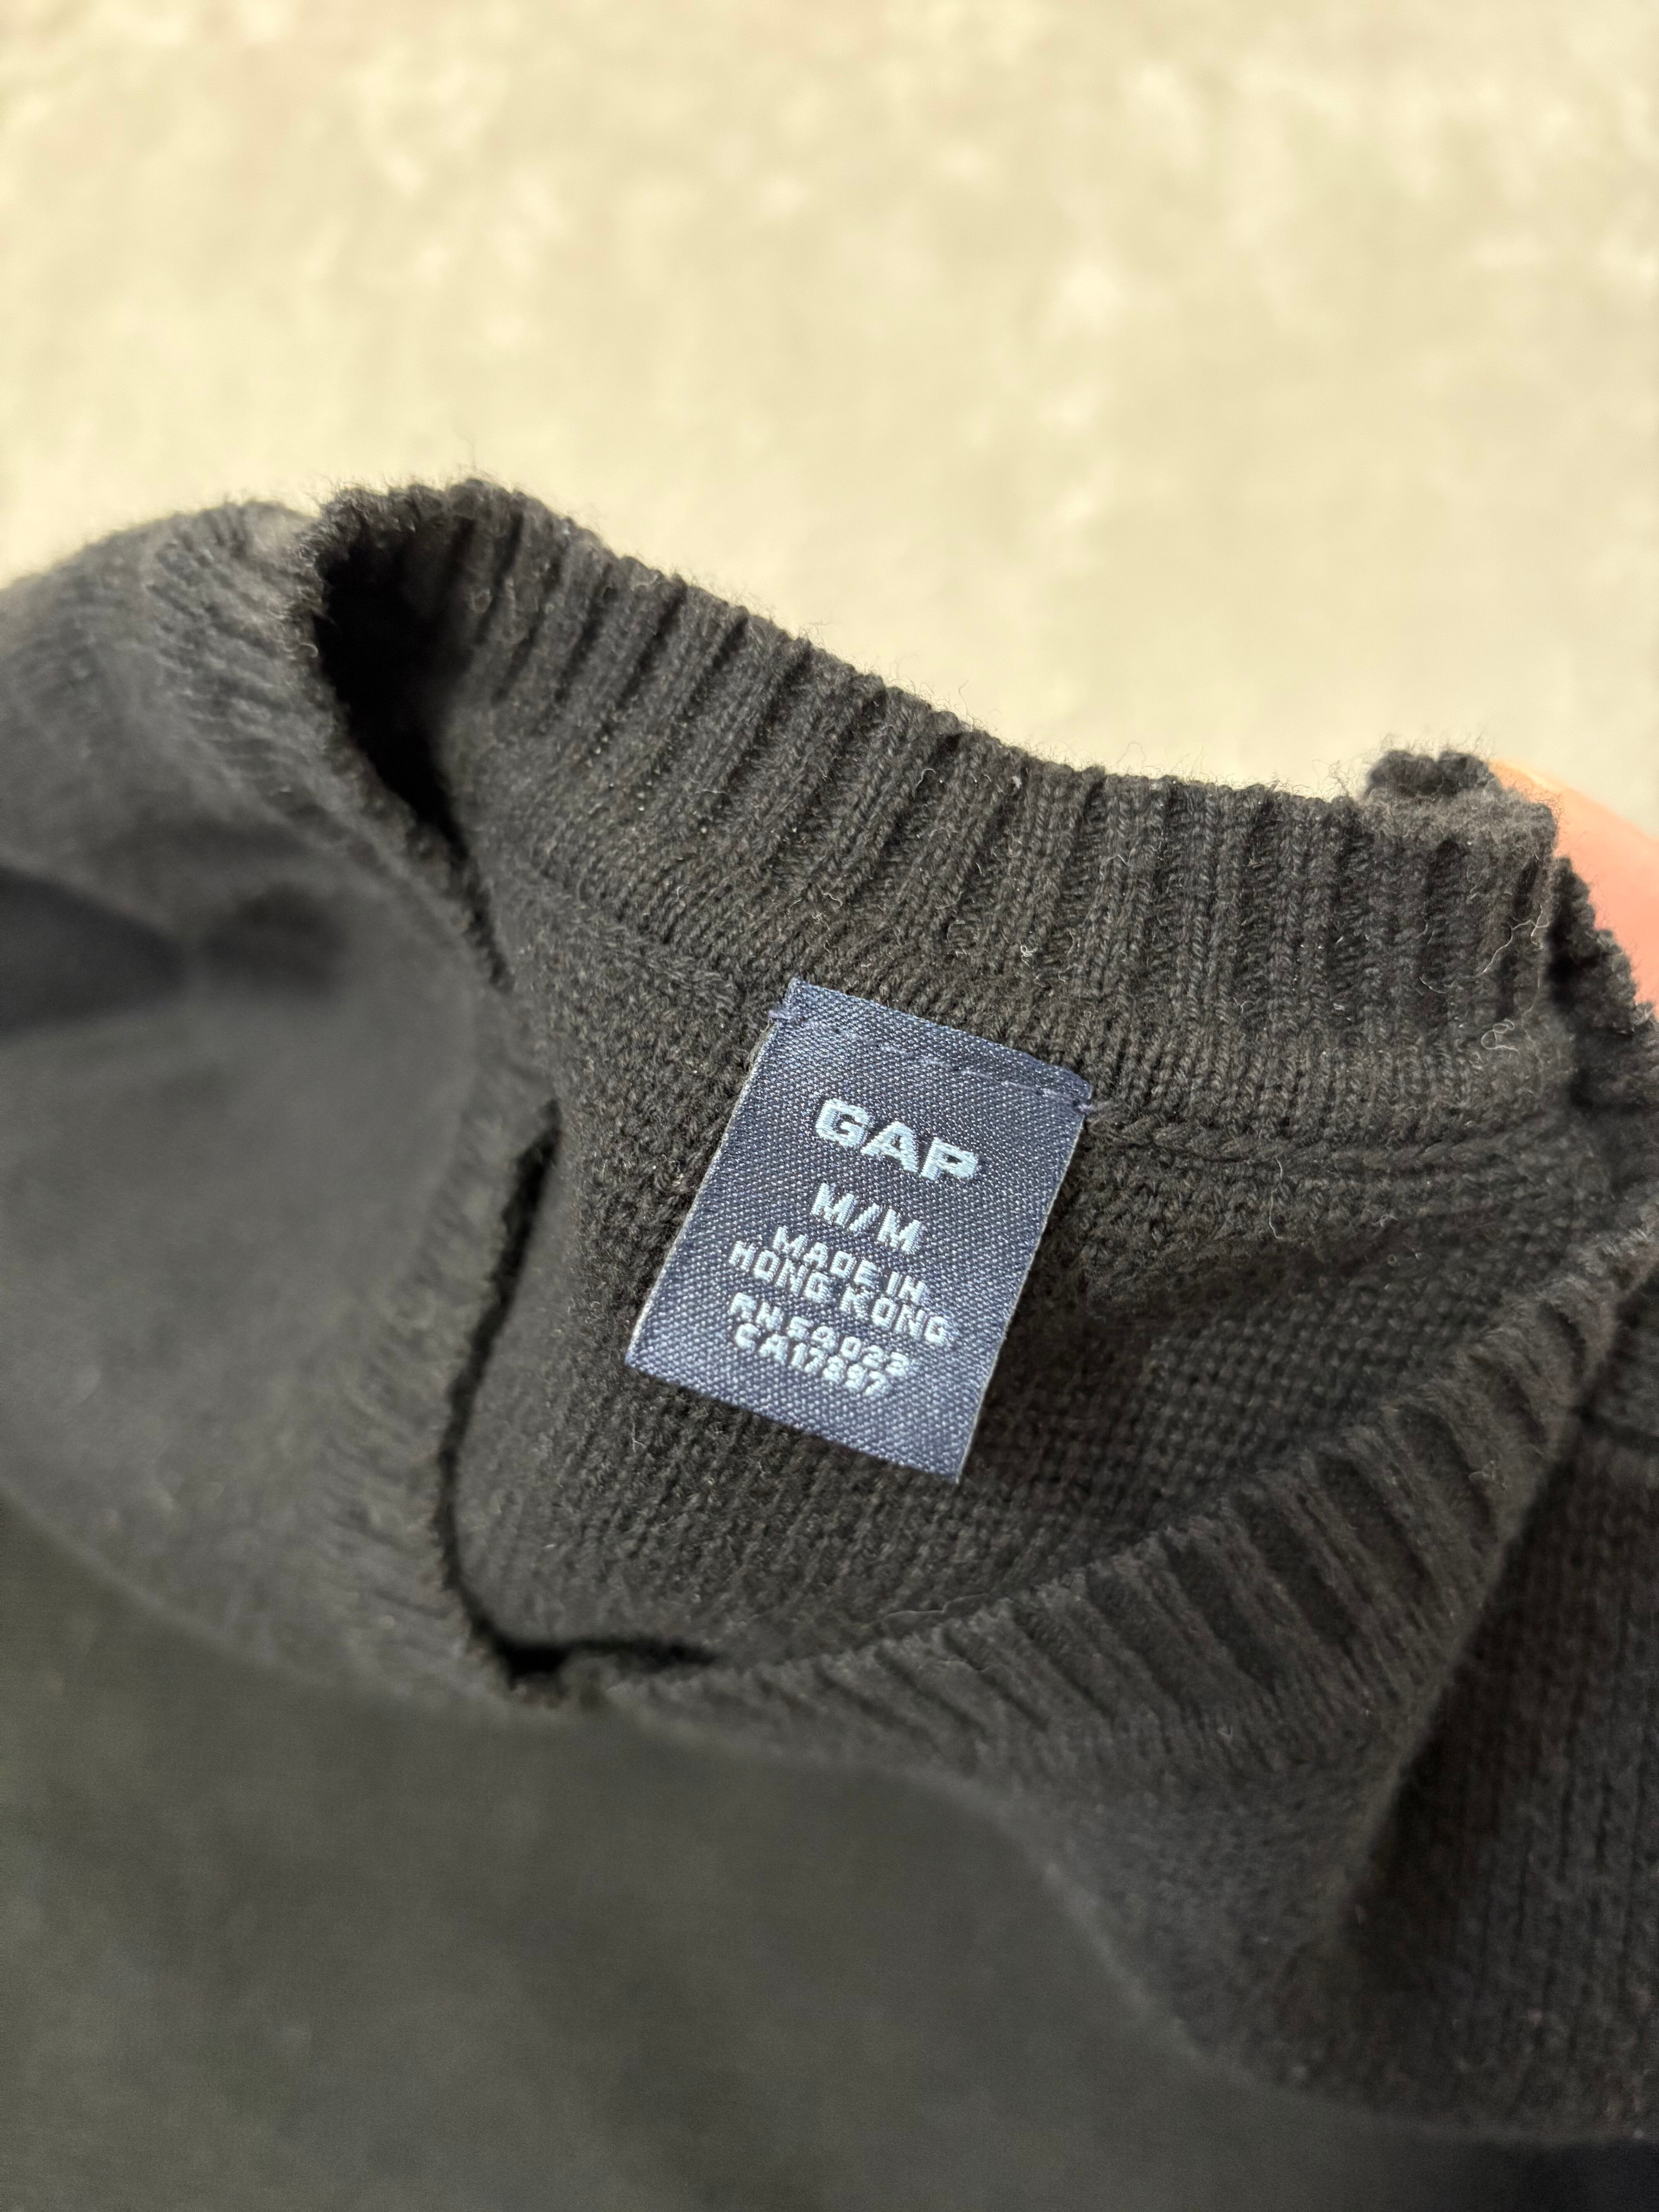 GAP
M/M
MADE IN
HONG KONG
RN 54023
CA17897